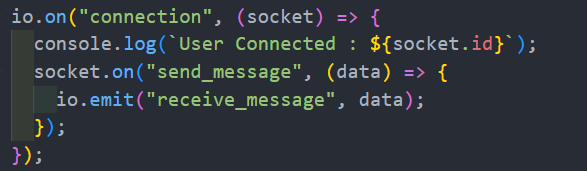 io.on("connection", (socket) => {
  console.log(`User Connected : ${socket.id}`);
  socket.on("send_message", (data) => {
    io.emit("receive_message", data);
  });
});